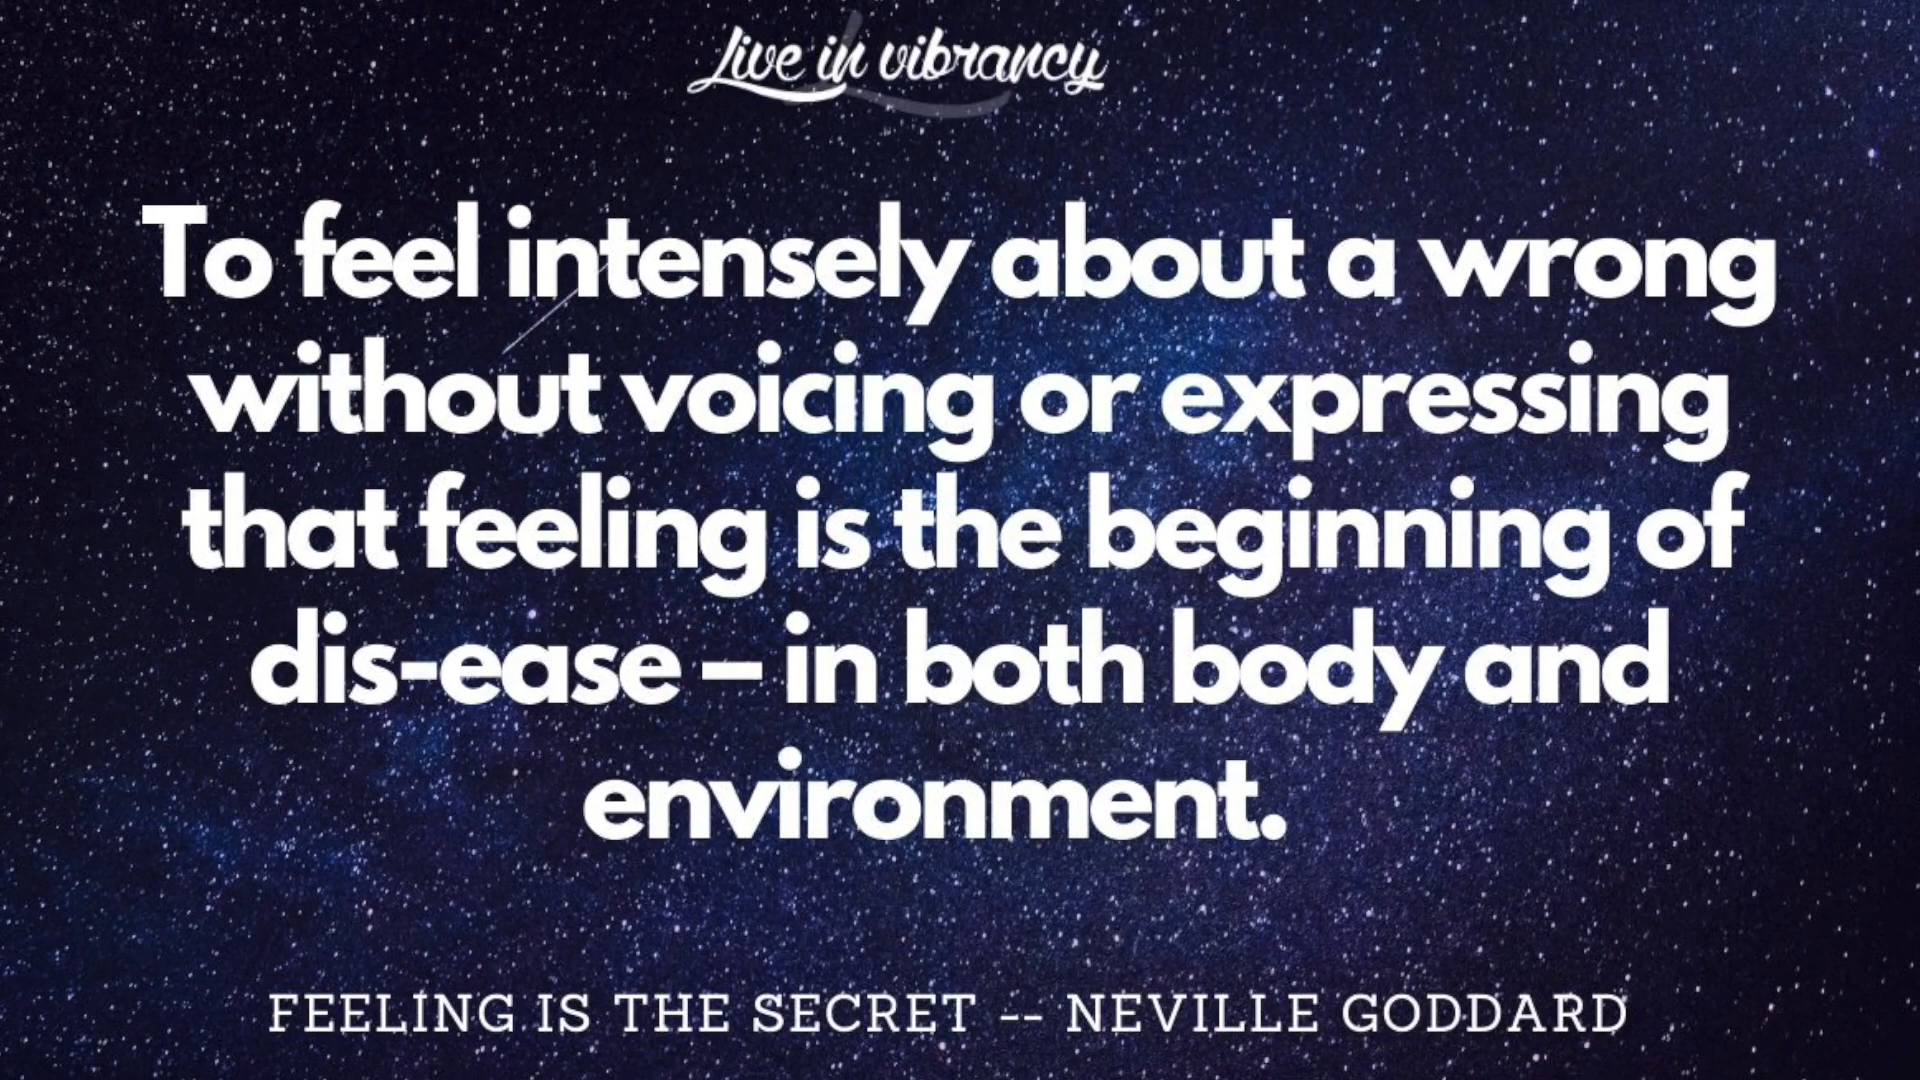 Live in vibrancy
To feel intensely about a wrong
without voicing or expressing
that feeling is the beginning of
dis-ease – in both body and
environment.
FEELING IS THE SECRET -- NEVILLE GODDARD